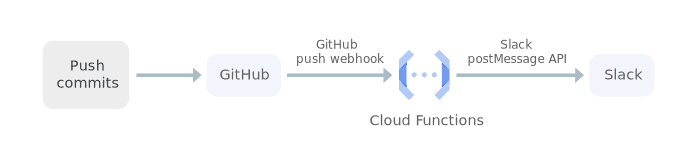 Push
commits
GitHub
GitHub
push webhook
Cloud Functions
Slack
postMessage API
Slack